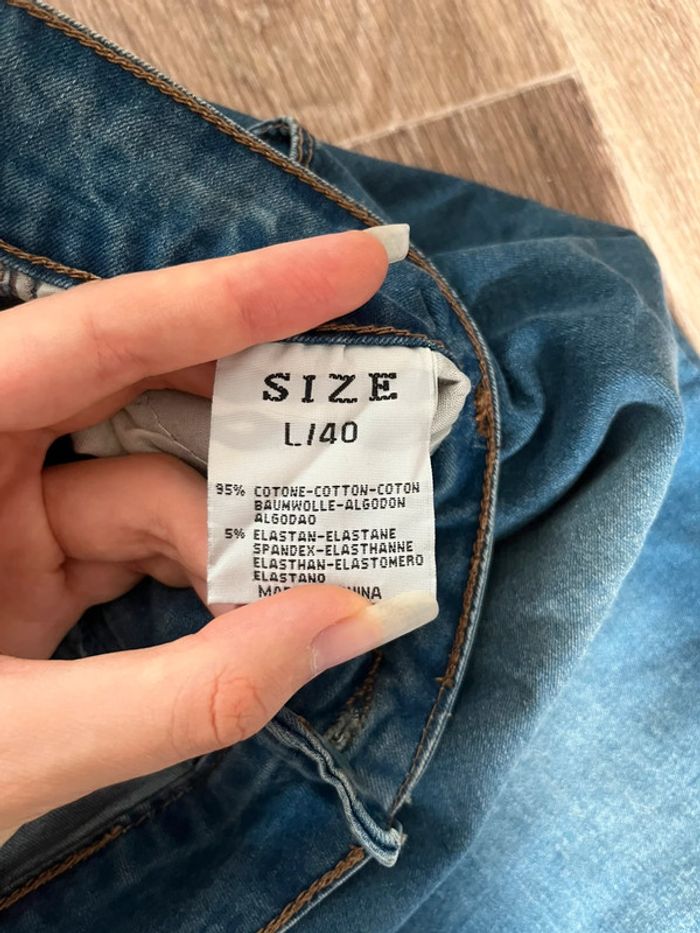 SIZE
L/40
95% COTONE-COTTON-COTON
BAUMWOLLE-ALGODON
ALGODAO
5% ELASTAN-ELASTANE
SPANDEX-ELASTHANNE
ELASTHAN-ELASTOMERO
ELASTANO